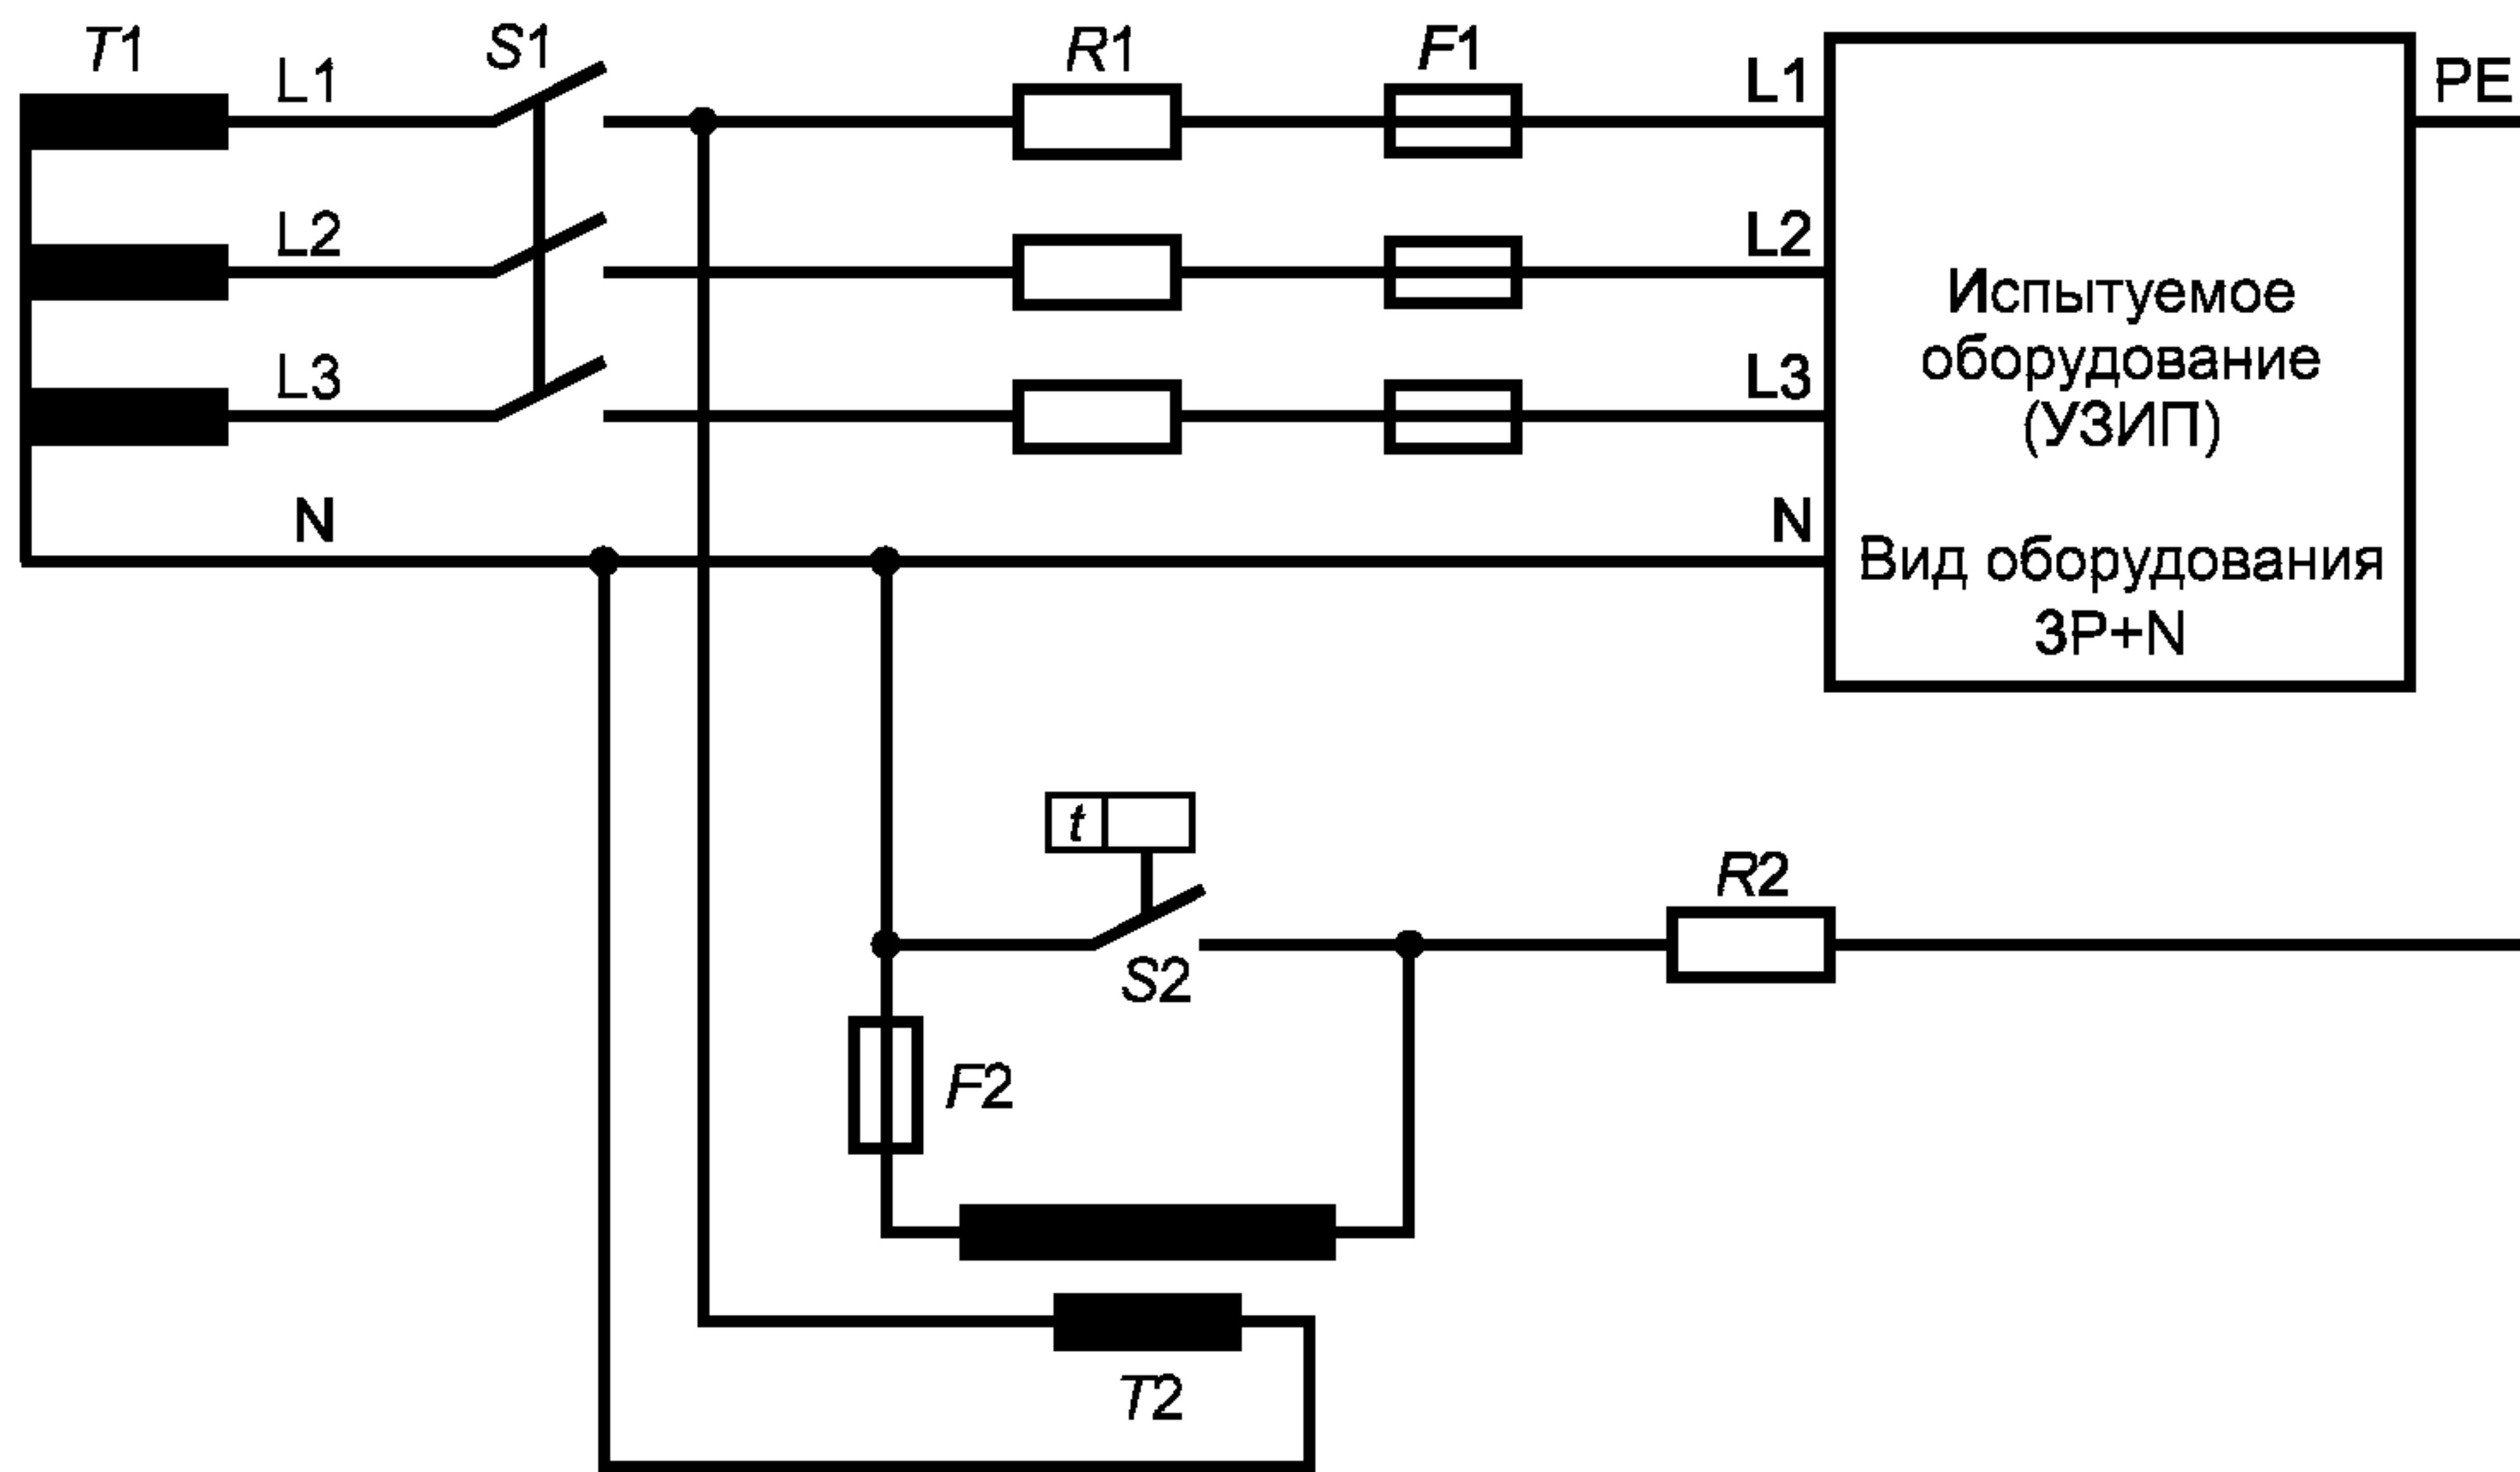 T1
S1
R1
F1
L1
L1
PE
L2
L2
L3
L3
N
N
Испытуемое
оборудование
(УЗИП)
Вид оборудования
3P+N
t
S2
R2
F2
T2